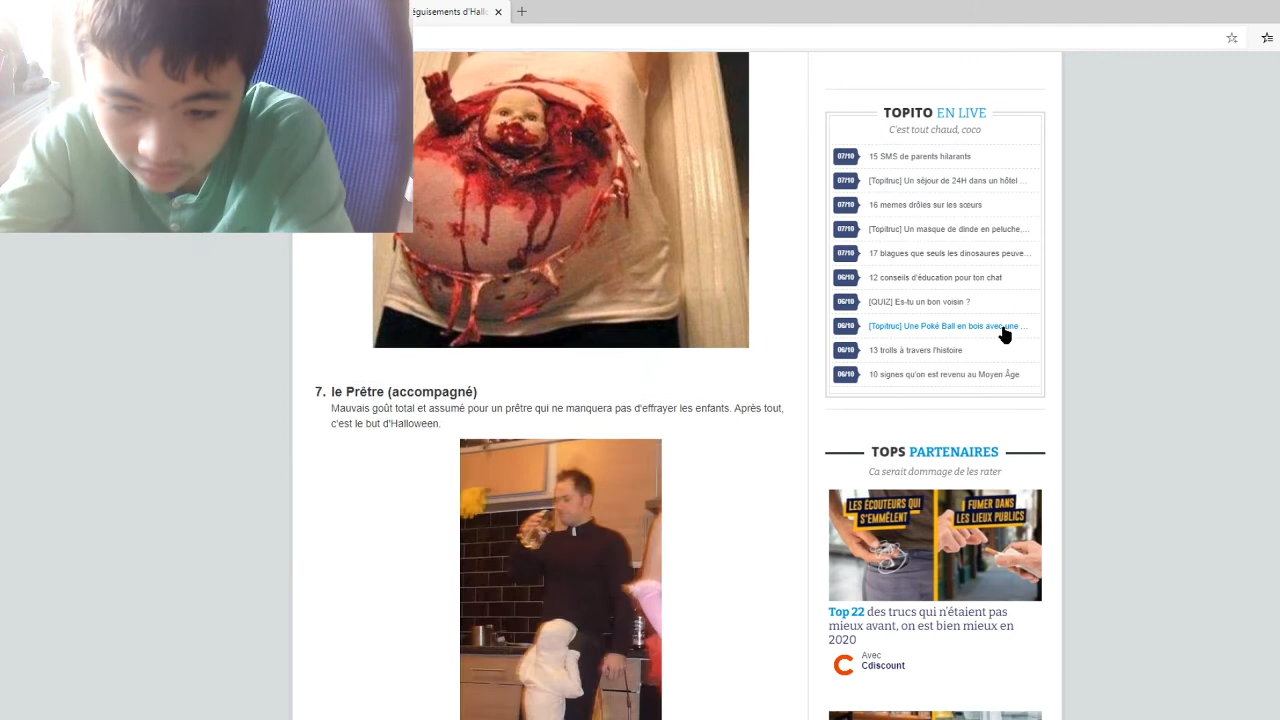 éguisements d'Hallo
7. le Prêtre (accompagné)
Mauvais goût total et assumé pour un prêtre qui ne manquera pas d'effrayer les enfants. Après tout,
c'est le but d'Halloween.
TOPITO EN LIVE
C'est tout chaud, coco
07/10 15 SMS de parents hilarants
07/10 [Topitruc] Un séjour de 24H dans un hôtel ...
07/10 16 memes drôles sur les sœurs
07/10 [Topitruc] Un masque de dinde en peluche,...
07/10 17 blagues que seuls les dinosaures peuve...
06/10 12 conseils d'éducation pour ton chat
06/10 [QUIZ] Es-tu un bon voisin ?
06/10 [Topitruc] Une Poké Ball en bois avec une ...
06/10 13 trolls à travers l'histoire
06/10 10 signes qu'on est revenu au Moyen Âge
TOPS PARTENAIRES
Ca serait dommage de les rater
LES ÉCOUTEURS QUI
S'EMMÊLENT
FUMER DANS
LES LIEUX PUBLICS
Top 22 des trucs qui n'étaient pas
mieux avant, on est bien mieux en
2020
Avec
Cdiscount